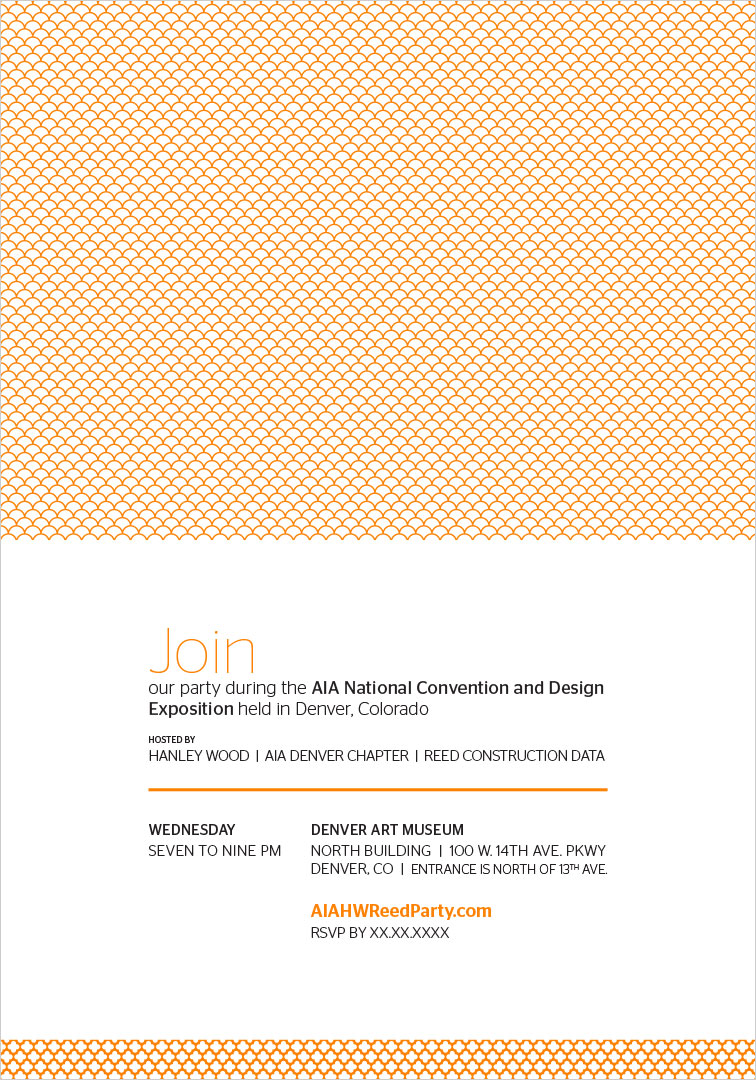 Join
our party during the AIA National Convention and Design
Exposition held in Denver, Colorado
HOSTED BY
HANLEY WOOD | AIA DENVER CHAPTER | REED CONSTRUCTION DATA
WEDNESDAY
SEVEN TO NINE PM
DENVER ART MUSEUM
NORTH BUILDING | 100 W. 14TH AVE. PKWY
DENVER, CO | ENTRANCE IS NORTH OF 13TH AVE.
AIAHWReedParty.com
RSVP BY XX.XX.XXXX